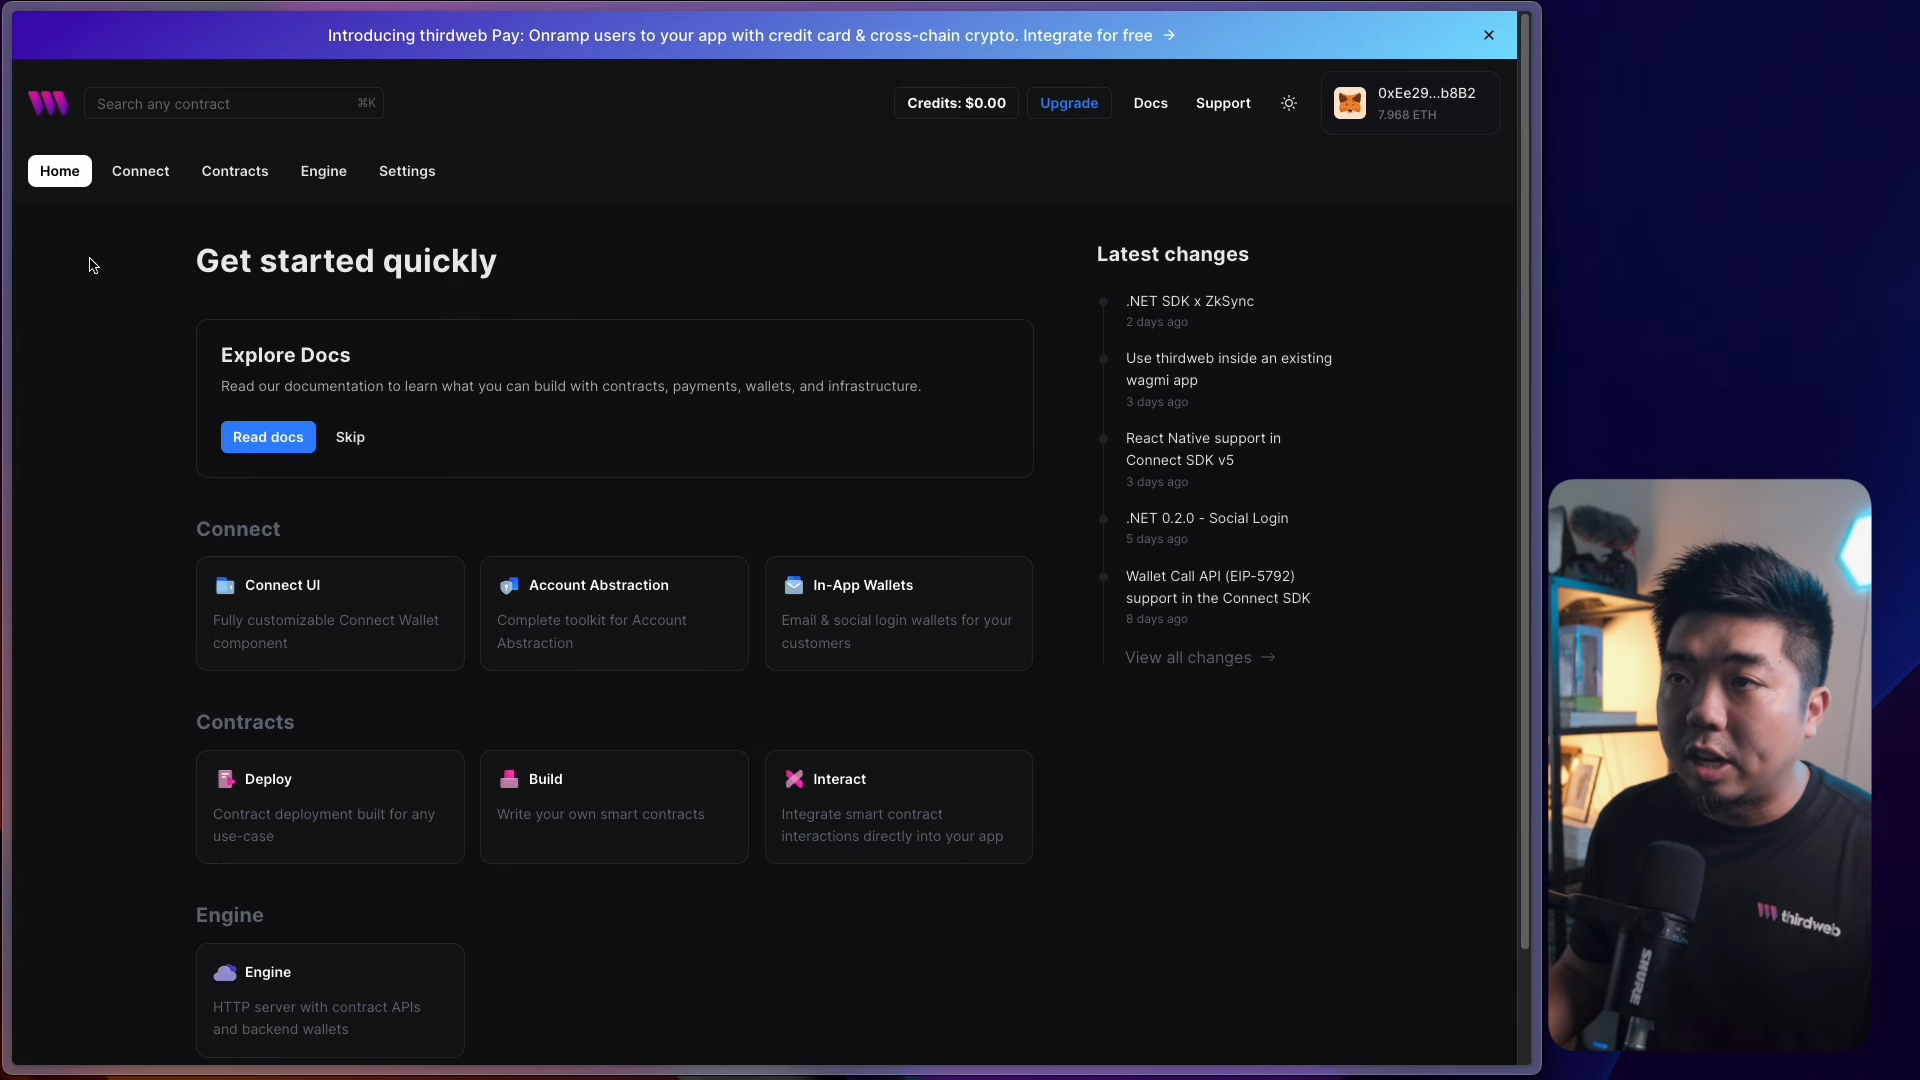 Introducing thirdweb Pay: Onramp users to your app with credit card & cross-chain crypto. Integrate for free →
Search any contract ⌘K
Credits: $0.00
Upgrade
Docs
Support
0xEe29...b8B2
7.968 ETH
Home
Connect
Contracts
Engine
Settings
Get started quickly
Explore Docs
Read our documentation to learn what you can build with contracts, payments, wallets, and infrastructure.
Read docs
Skip
Connect
Connect UI
Fully customizable Connect Wallet
component
Account Abstraction
Complete toolkit for Account
Abstraction
In-App Wallets
Email & social login wallets for your
customers
Contracts
Deploy
Contract deployment built for any
use-case
Build
Write your own smart contracts
Interact
Integrate smart contract
interactions directly into your app
Engine
Engine
HTTP server with contract APIs
and backend wallets
Latest changes
.NET SDK x ZkSync
2 days ago
Use thirdweb inside an existing
wagmi app
3 days ago
React Native support in
Connect SDK v5
3 days ago
.NET 0.2.0 - Social Login
5 days ago
Wallet Call API (EIP-5792)
support in the Connect SDK
8 days ago
View all changes →
thirdweb
SHURE